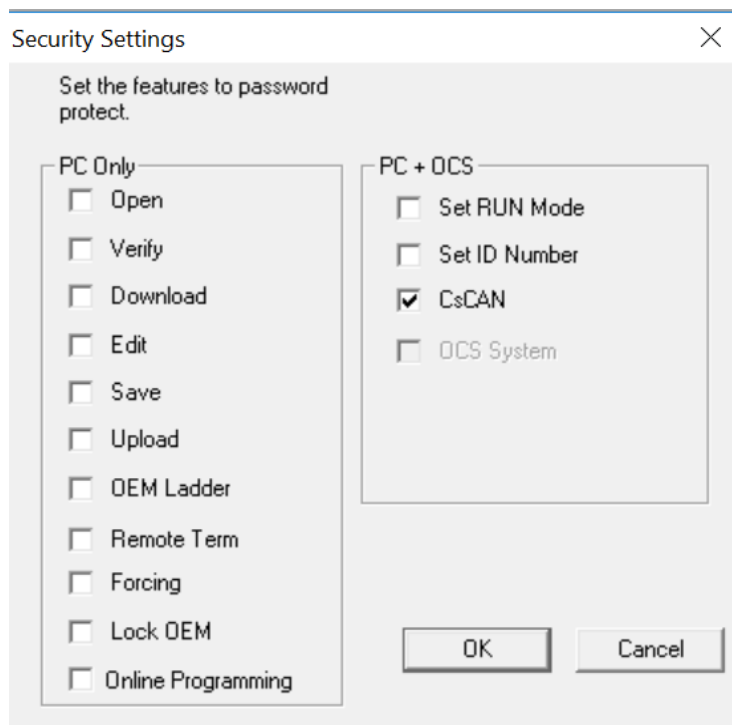 Security Settings
Set the features to password
protect.
PC Only
Open
Verify
Download
Edit
Save
Upload
OEM Ladder
Remote Term
Forcing
Lock OEM
Online Programming
PC + OCS
Set RUN Mode
Set ID Number
CsCAN
OCS System
OK
Cancel